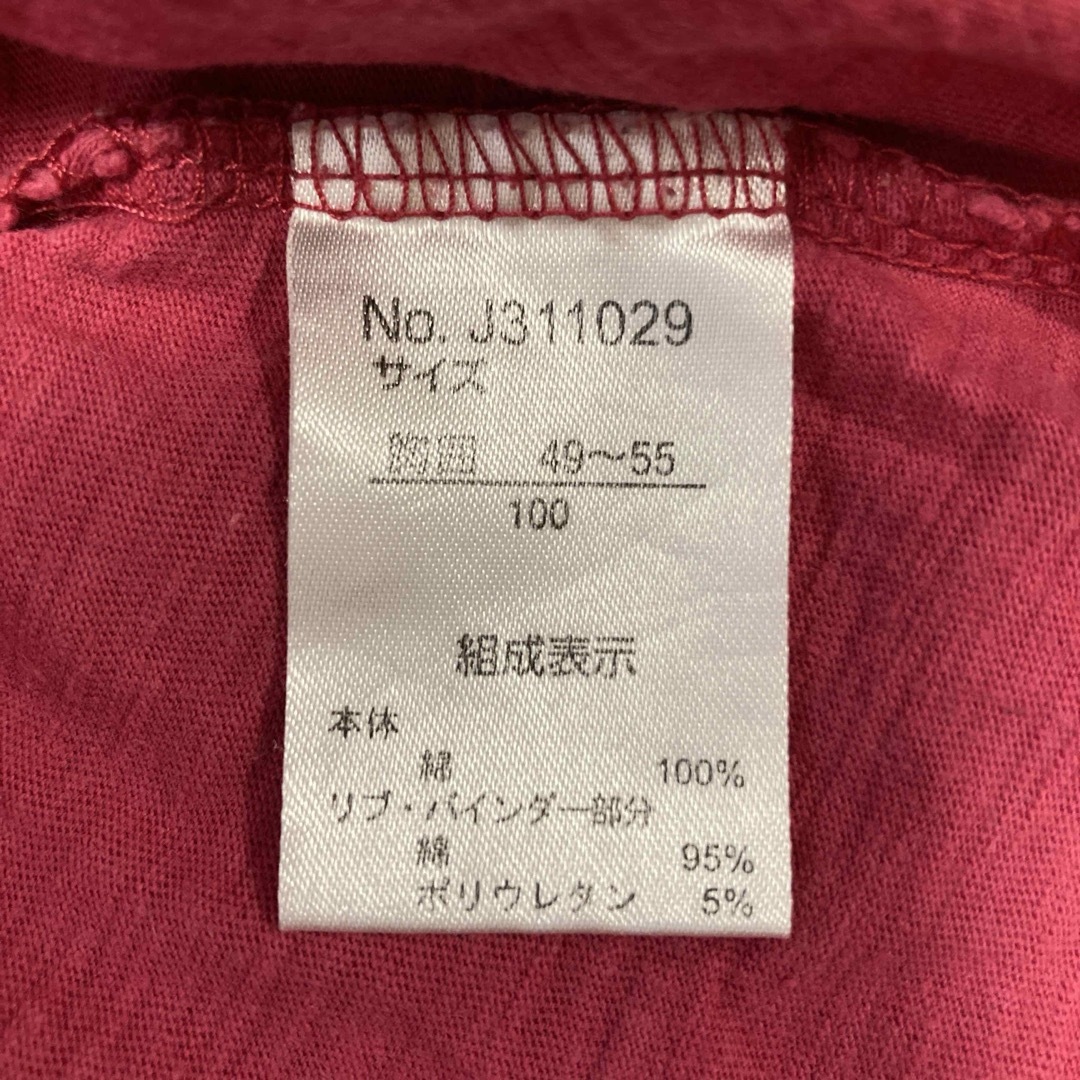 No. J311029
サイズ
胸囲 49～55
100
組成表示
本体
綿 100%
リブ・バインダー部分
綿 95%
ポリウレタン 5%